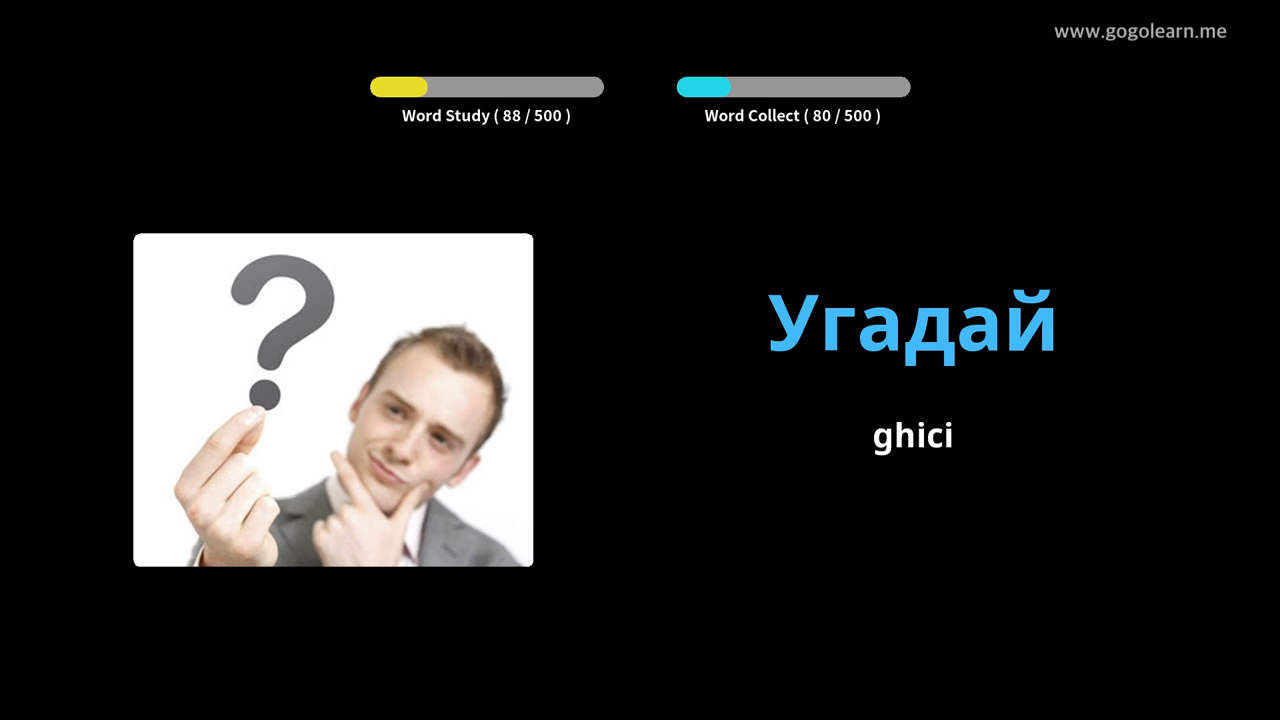 www.gogolearn.me
Word Study ( 88 / 500 )
Word Collect ( 80 / 500 )
?
Угадай
ghici